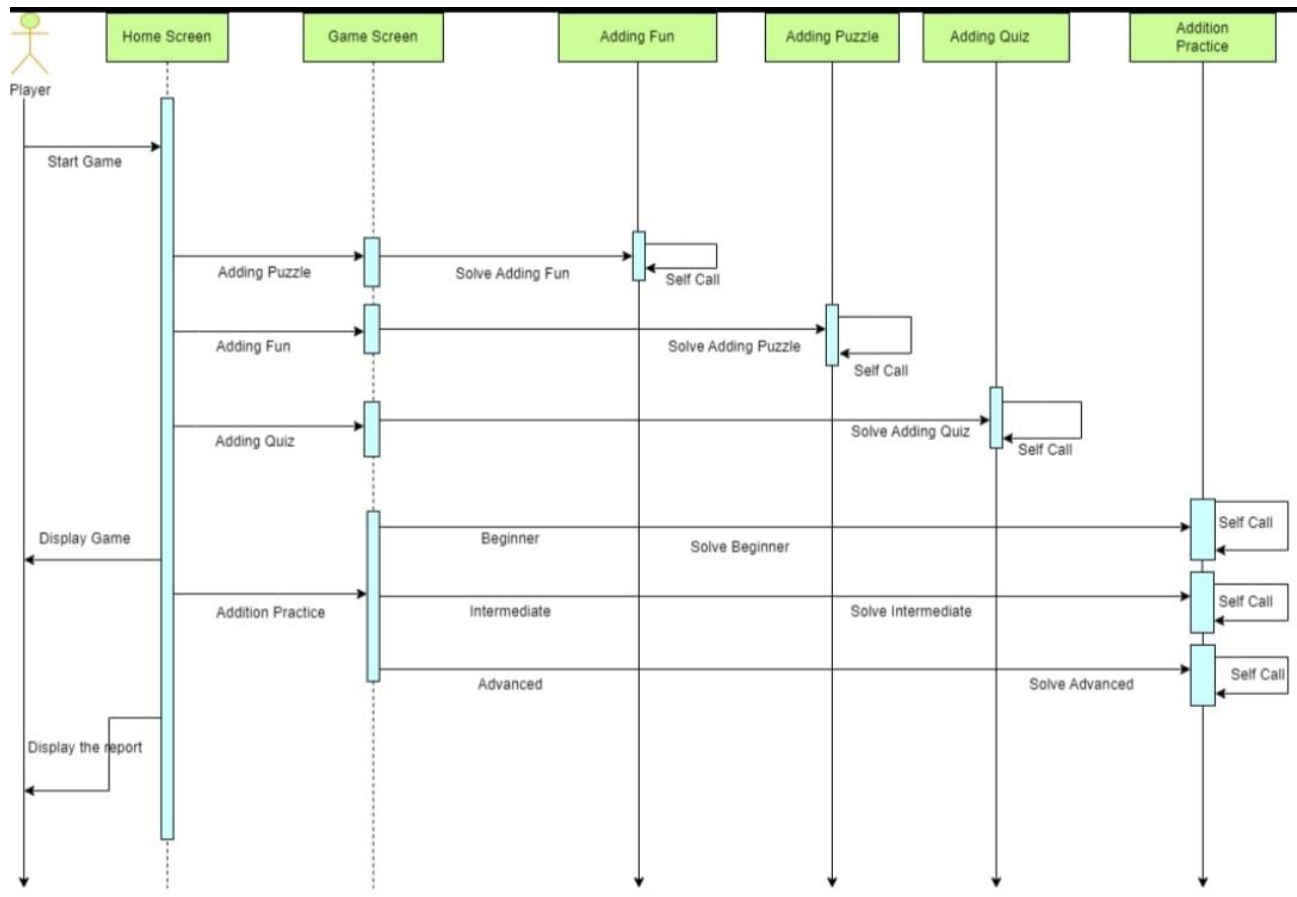 Home Screen
Game Screen
Adding Fun
Adding Puzzle
Adding Quiz
Addition
Practice
Player
Start Game
Adding Puzzle
Solve Adding Fun
Self Call
Adding Fun
Solve Adding Puzzle
Self Call
Adding Quiz
Solve Adding Quiz
Self Call
Display Game
Beginner
Solve Beginner
Self Call
Addition Practice
Intermediate
Solve Intermediate
Self Call
Advanced
Solve Advanced
Self Call
Display the report